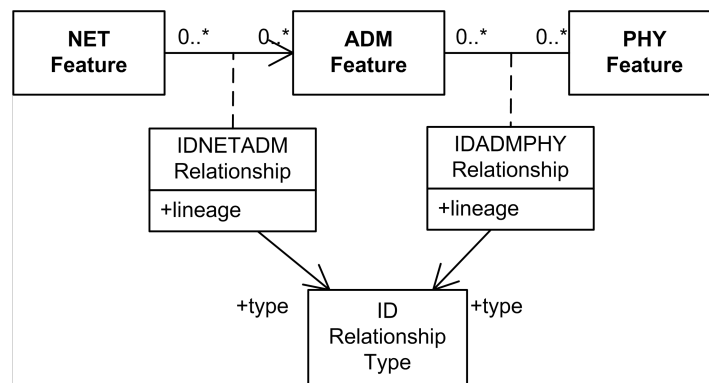 NET
Feature
0..*
0..*
ADM
Feature
0..*
0..*
PHY
Feature
IDNETADM
Relationship
+lineage
IDADMPHY
Relationship
+lineage
+type
ID
Relationship
Type
+type